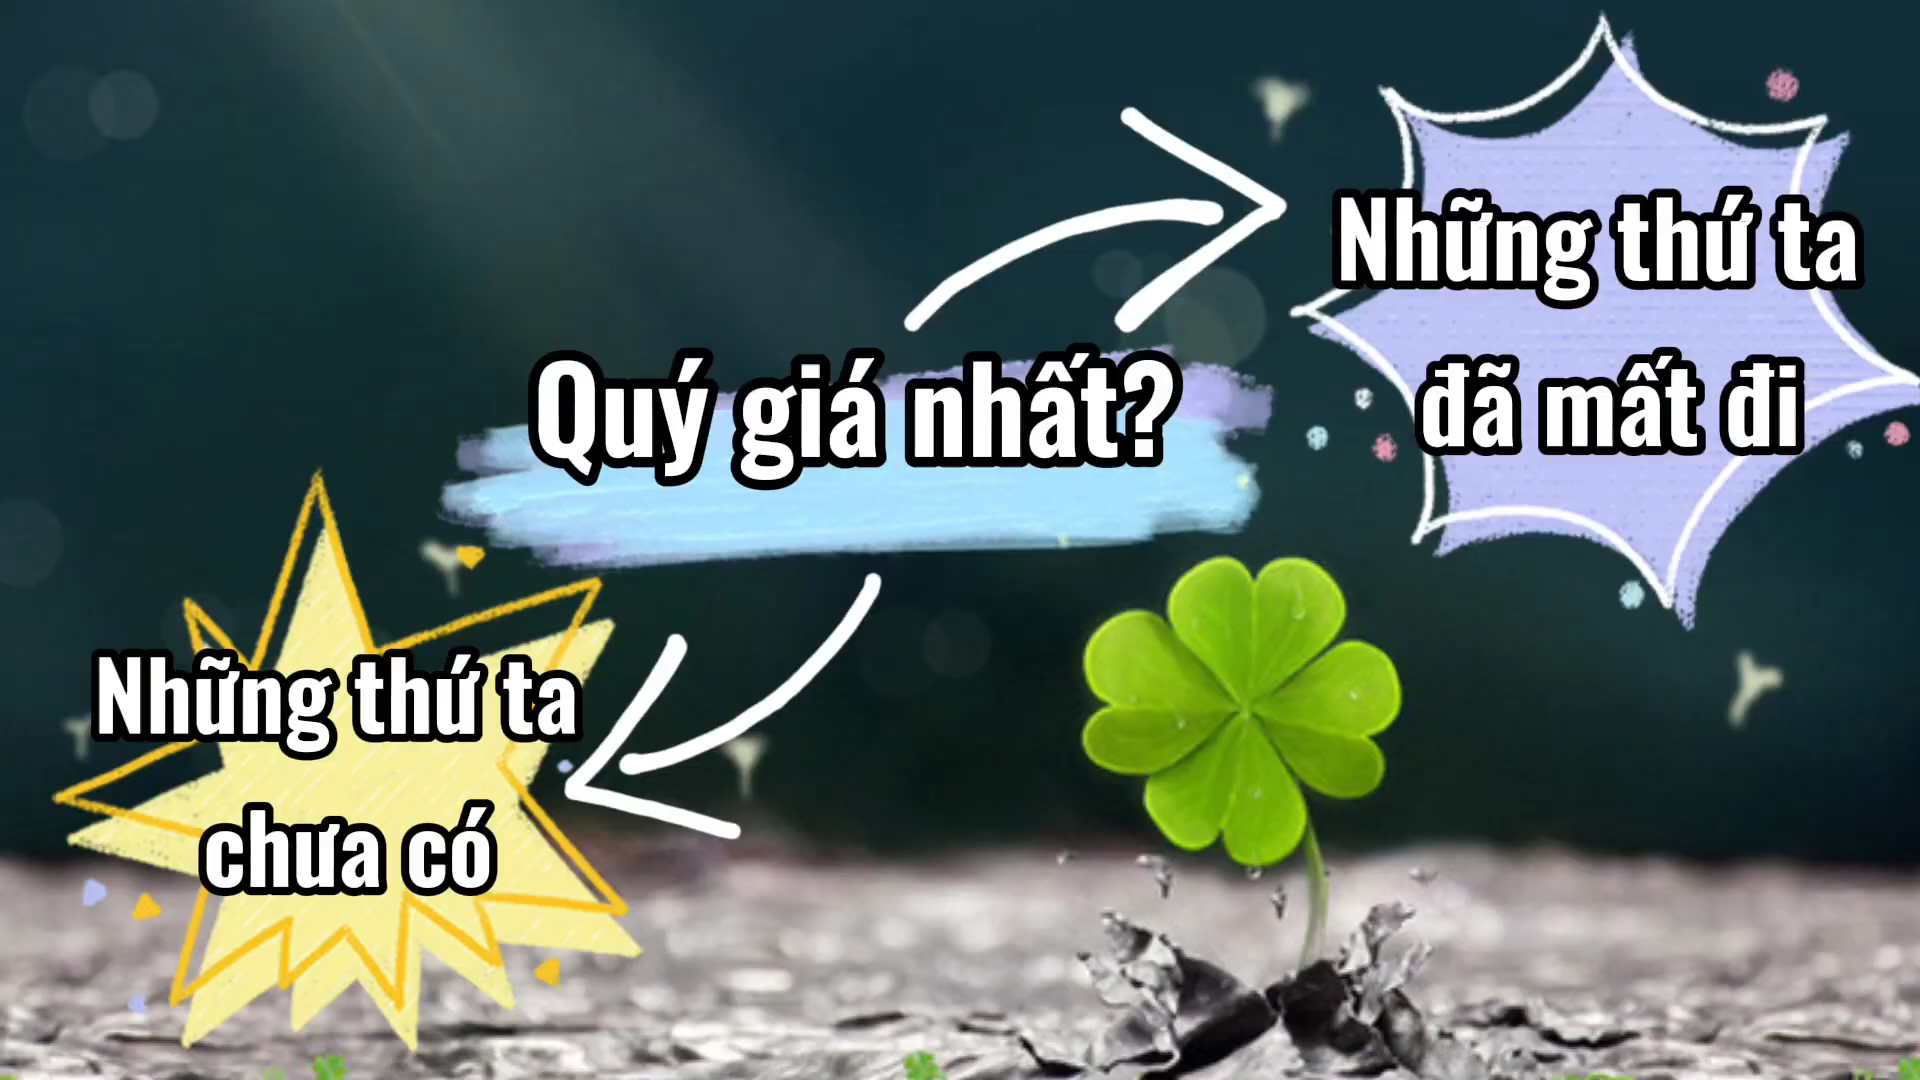 Những thứ ta
đã mất đi
Quý giá nhất?
Những thứ ta
chưa có